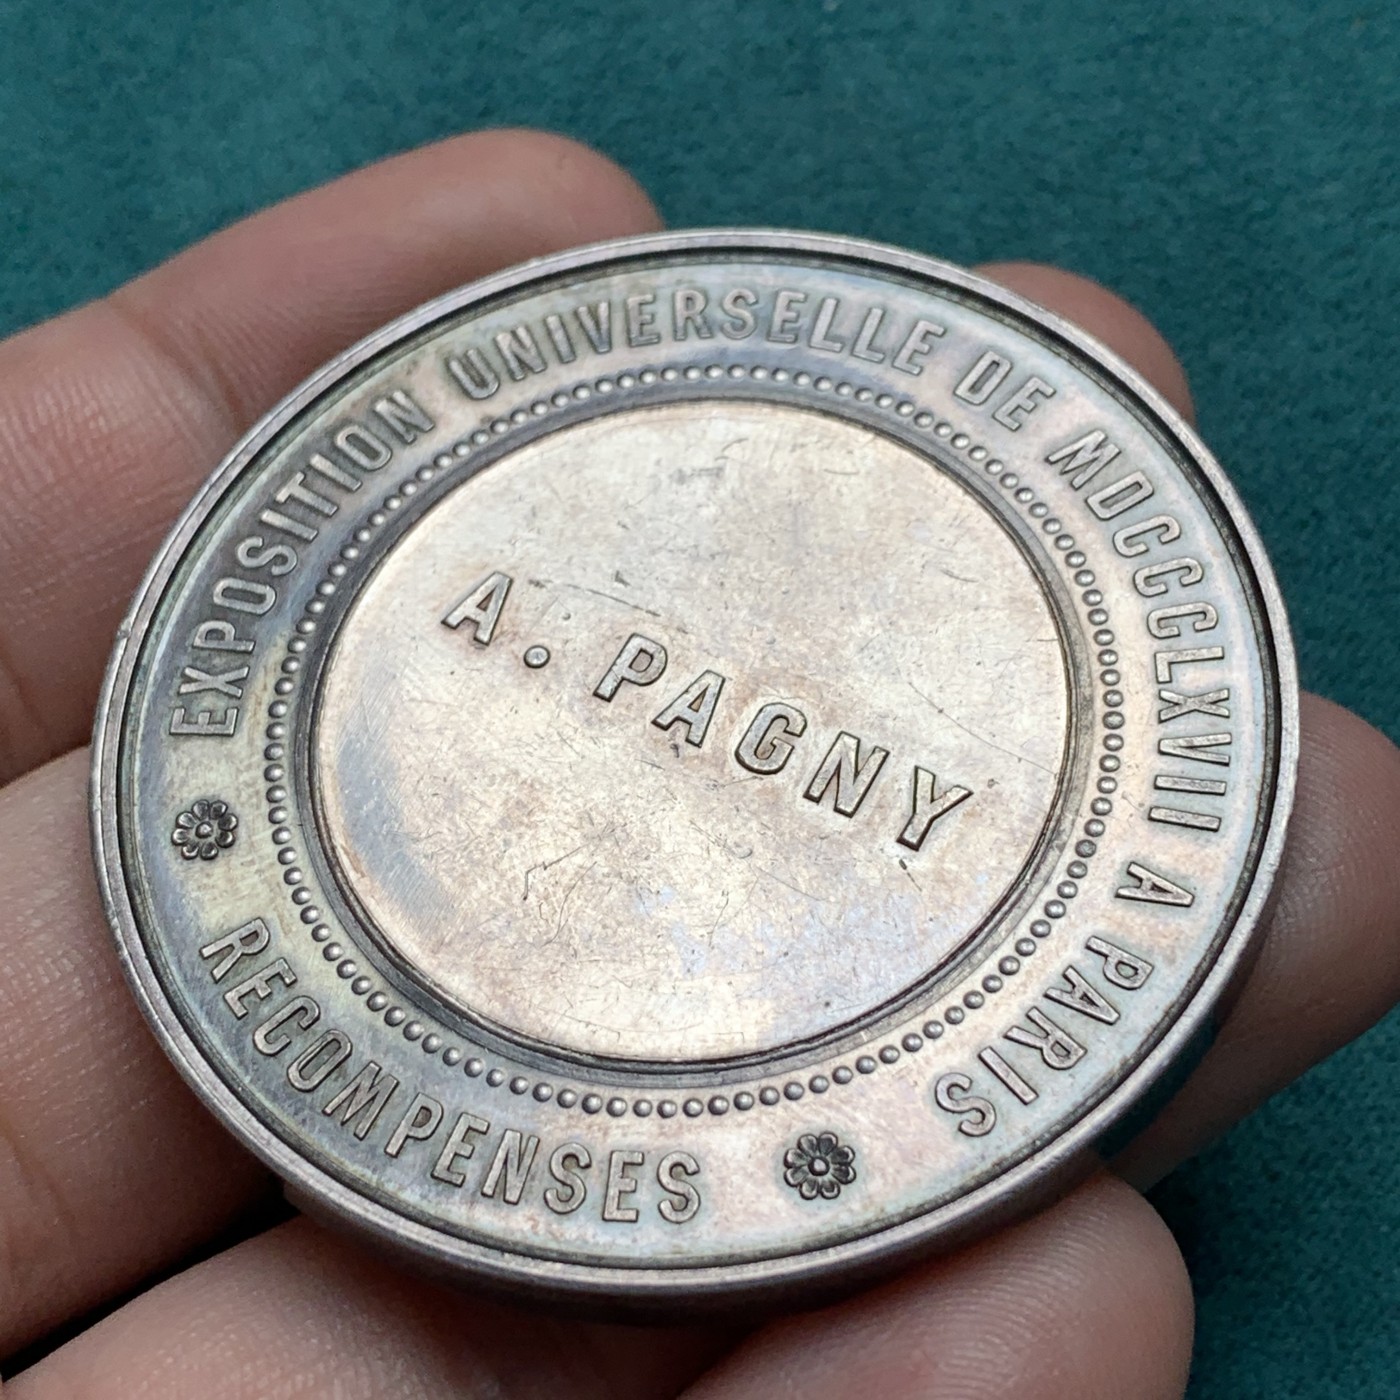 EXPOSITION UNIVERSELLE DE MDCCCLXVII A PARIS
A. PAGNY
RECOMPENSES